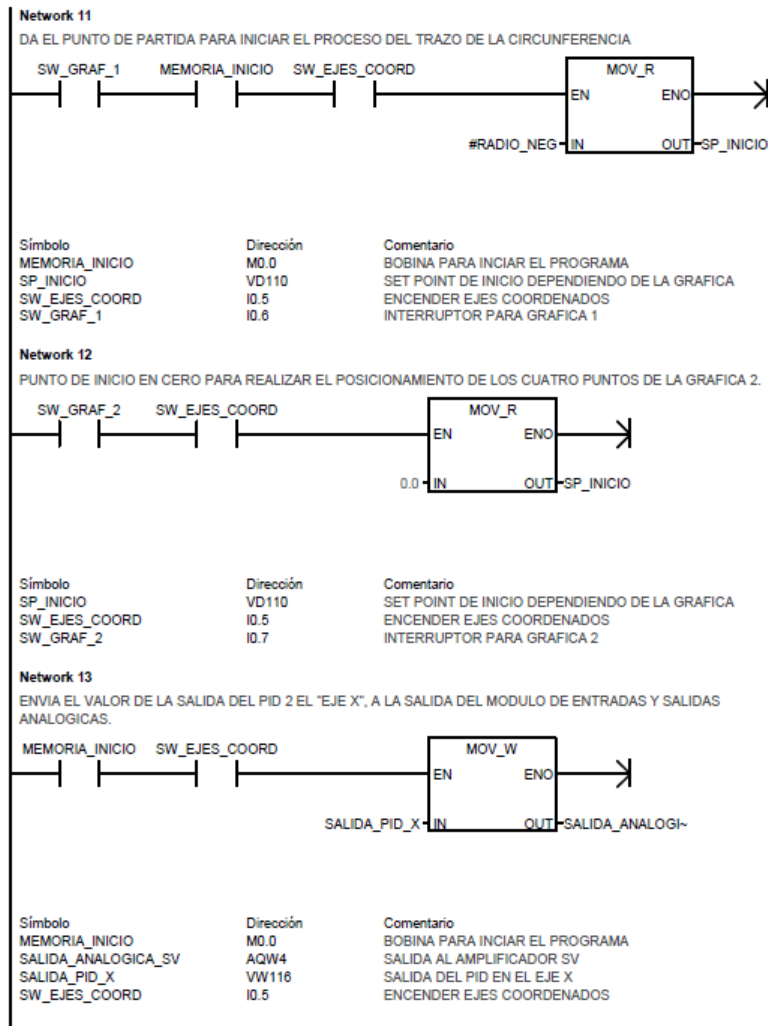 Network 11
DA EL PUNTO DE PARTIDA PARA INICIAR EL PROCESO DEL TRAZO DE LA CIRCUNFERENCIA
SW_GRAF_1 MEMORIA_INICIO SW_EJES_COORD MOV_R
EN ENO
#RADIO_NEG IN OUT SP_INICIO
Símbolo Dirección Comentario
MEMORIA_INICIO M0.0 BOBINA PARA INCIAR EL PROGRAMA
SP_INICIO VD110 SET POINT DE INICIO DEPENDIENDO DE LA GRAFICA
SW_EJES_COORD I0.5 ENCENDER EJES COORDENADOS
SW_GRAF_1 I0.6 INTERRUPTOR PARA GRAFICA 1
Network 12
PUNTO DE INICIO EN CERO PARA REALIZAR EL POSICIONAMIENTO DE LOS CUATRO PUNTOS DE LA GRAFICA 2.
SW_GRAF_2 SW_EJES_COORD MOV_R
EN ENO
0.0 IN OUT SP_INICIO
Símbolo Dirección Comentario
SP_INICIO VD110 SET POINT DE INICIO DEPENDIENDO DE LA GRAFICA
SW_EJES_COORD I0.5 ENCENDER EJES COORDENADOS
SW_GRAF_2 I0.7 INTERRUPTOR PARA GRAFICA 2
Network 13
ENVIA EL VALOR DE LA SALIDA DEL PID 2 EL "EJE X", A LA SALIDA DEL MODULO DE ENTRADAS Y SALIDAS
ANALOGICAS.
MEMORIA_INICIO SW_EJES_COORD MOV_W
EN ENO
SALIDA_PID_X IN OUT SALIDA_ANALOGI~
Símbolo Dirección Comentario
MEMORIA_INICIO M0.0 BOBINA PARA INCIAR EL PROGRAMA
SALIDA_ANALOGICA_SV AQW4 SALIDA AL AMPLIFICADOR SV
SALIDA_PID_X VW116 SALIDA DEL PID EN EL EJE X
SW_EJES_COORD I0.5 ENCENDER EJES COORDENADOS